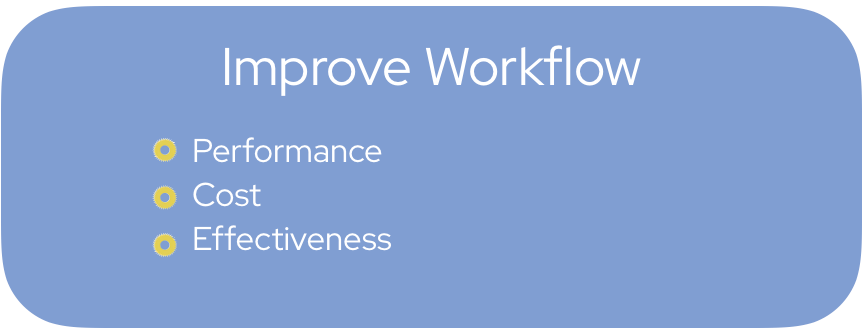 Improve Workflow
Performance
Cost
Effectiveness